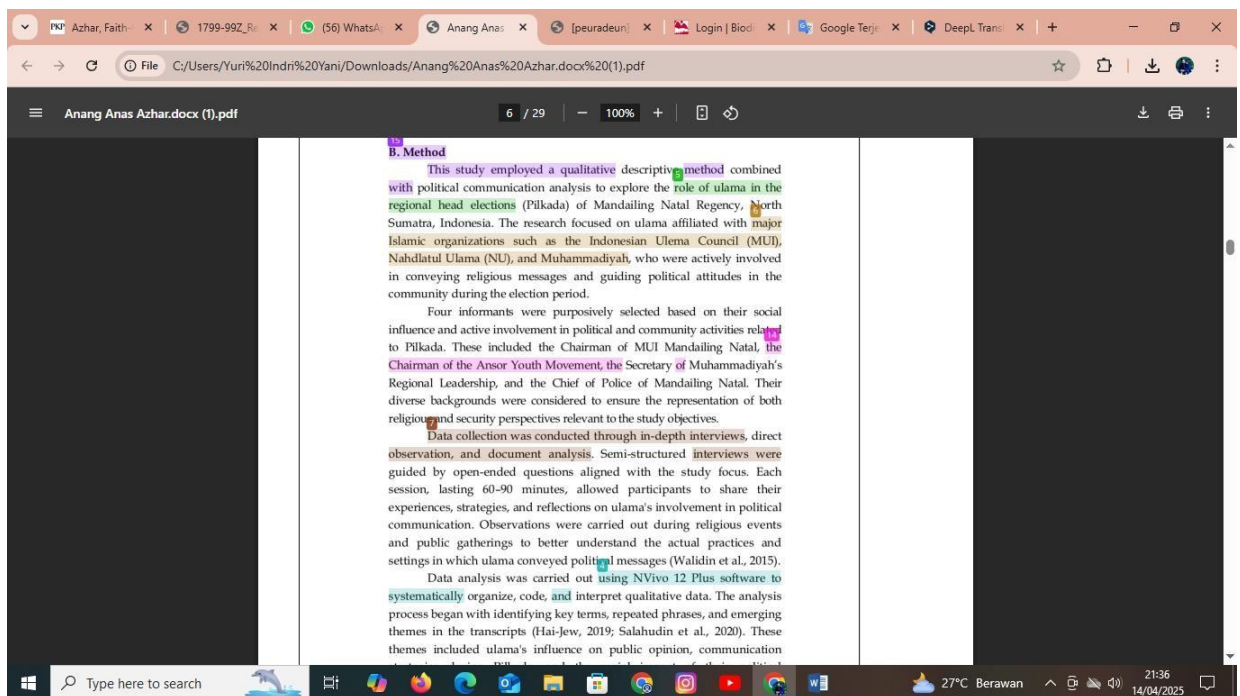 PKP Azhar, Faith-
1799-99Z_Re
(56) WhatsA
Anang Anas
[peuradeun]
Login | Biodi
Google Terje
DeepL Transl
File C:/Users/Yuri%20Indri%20Yani/Downloads/Anang%20Anas%20Azhar.docx%20(1).pdf
Anang Anas Azhar.docx (1).pdf
6 / 29
100%
15
B. Method
This study employed a qualitative descriptive method combined
5
with political communication analysis to explore the role of ulama in the
regional head elections (Pilkada) of Mandailing Natal Regency, North
6
Sumatra, Indonesia. The research focused on ulama affiliated with major
Islamic organizations such as the Indonesian Ulema Council (MUI),
Nahdlatul Ulama (NU), and Muhammadiyah, who were actively involved
in conveying religious messages and guiding political attitudes in the
community during the election period.
Four informants were purposively selected based on their social
influence and active involvement in political and community activities related
14
to Pilkada. These included the Chairman of MUI Mandailing Natal, the
Chairman of the Ansor Youth Movement, the Secretary of Muhammadiyah's
Regional Leadership, and the Chief of Police of Mandailing Natal. Their
diverse backgrounds were considered to ensure the representation of both
religious and security perspectives relevant to the study objectives.
7
Data collection was conducted through in-depth interviews, direct
observation, and document analysis. Semi-structured interviews were
guided by open-ended questions aligned with the study focus. Each
session, lasting 60–90 minutes, allowed participants to share their
experiences, strategies, and reflections on ulama's involvement in political
communication. Observations were carried out during religious events
and public gatherings to better understand the actual practices and
settings in which ulama conveyed political messages (Walidin et al., 2015).
4
Data analysis was carried out using NVivo 12 Plus software to
systematically organize, code, and interpret qualitative data. The analysis
process began with identifying key terms, repeated phrases, and emerging
themes in the transcripts (Hai-Jew, 2019; Salahudin et al., 2020). These
themes included ulama's influence on public opinion, communication
Type here to search
27°C Berawan
21:36
14/04/2025